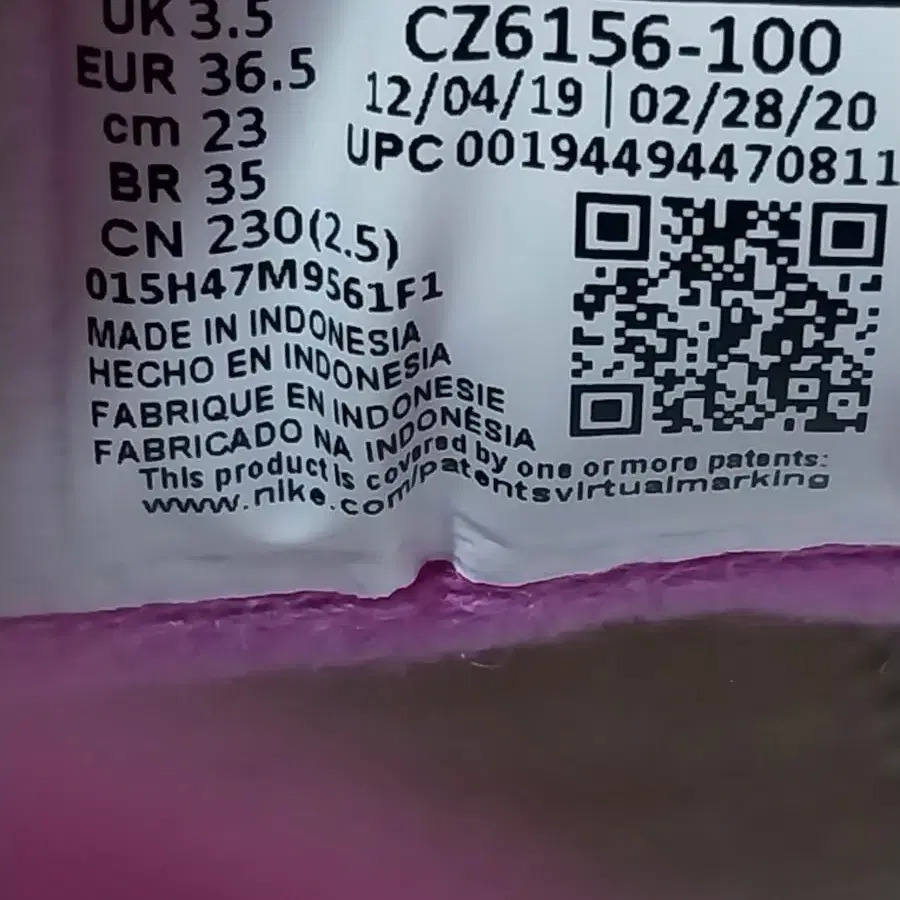 UK 3.5
EUR 36.5
cm 23
BR 35
CN 230(2.5)
CZ6156-100
12/04/19 | 02/28/20
UPC 00194494470811
015H47M9561F1
MADE IN INDONESIA
HECHO EN INDONESIA
FABRIQUE EN INDONESIE
FABRICADO NA INDONÉSIA
This product is covered by one or more patents:
www.nike.com/patentsvirtualmarking